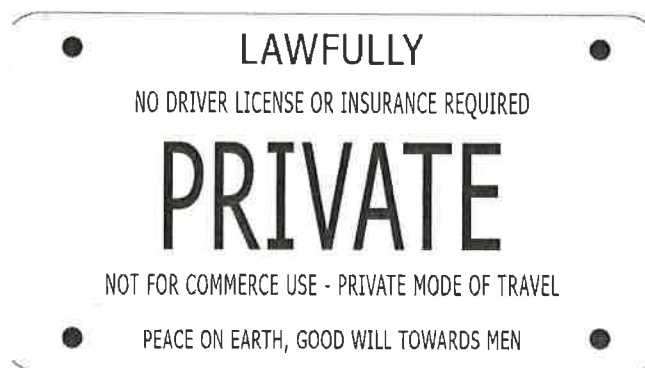 LAWFULLY
NO DRIVER LICENSE OR INSURANCE REQUIRED
PRIVATE
NOT FOR COMMERCE USE - PRIVATE MODE OF TRAVEL
PEACE ON EARTH, GOOD WILL TOWARDS MEN